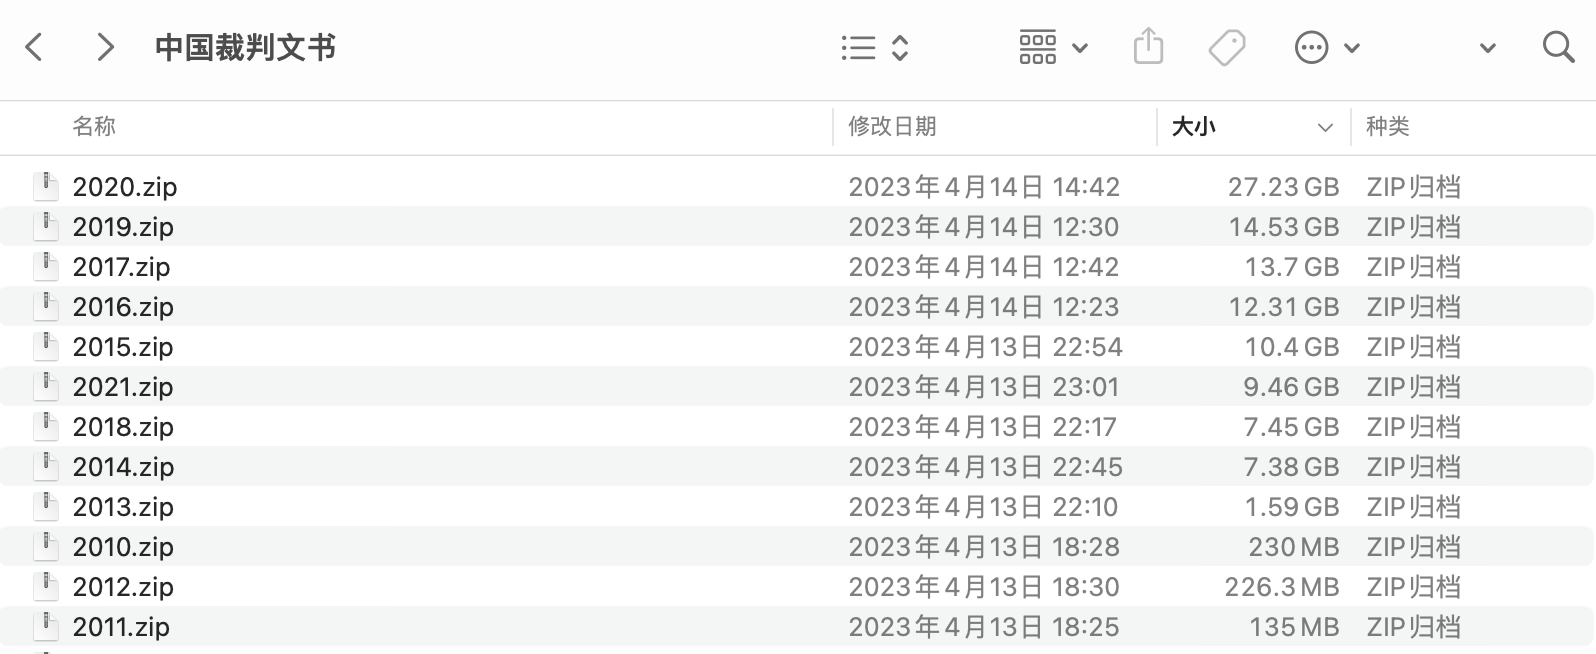 中国裁判文书
名称 修改日期 大小 种类
2020.zip 2023年4月14日 14:42 27.23 GB ZIP归档
2019.zip 2023年4月14日 12:30 14.53 GB ZIP归档
2017.zip 2023年4月14日 12:42 13.7 GB ZIP归档
2016.zip 2023年4月14日 12:23 12.31 GB ZIP归档
2015.zip 2023年4月13日 22:54 10.4 GB ZIP归档
2021.zip 2023年4月13日 23:01 9.46 GB ZIP归档
2018.zip 2023年4月13日 22:17 7.45 GB ZIP归档
2014.zip 2023年4月13日 22:45 7.38 GB ZIP归档
2013.zip 2023年4月13日 22:10 1.59 GB ZIP归档
2010.zip 2023年4月13日 18:28 230 MB ZIP归档
2012.zip 2023年4月13日 18:30 226.3 MB ZIP归档
2011.zip 2023年4月13日 18:25 135 MB ZIP归档